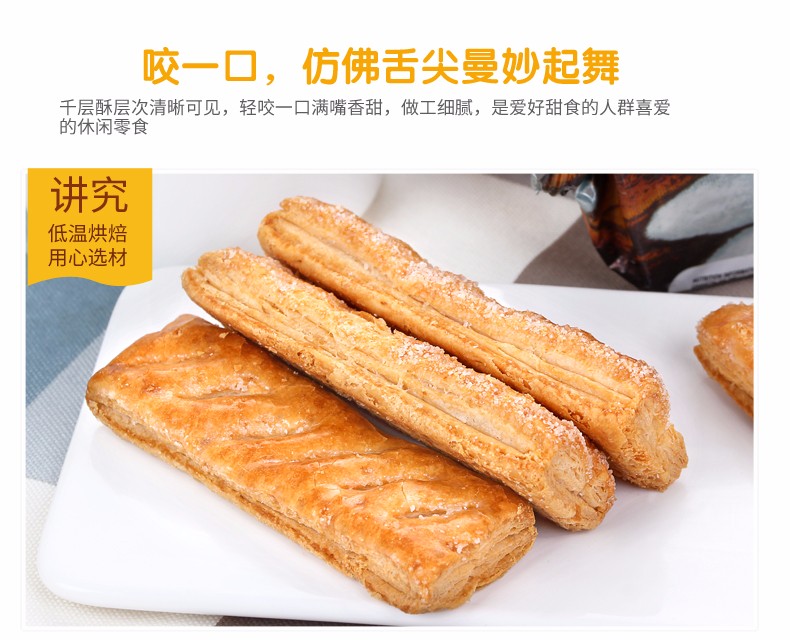 咬一口，仿佛舌尖曼妙起舞
千层酥层次清晰可见，轻咬一口满嘴香甜，做工细腻，是爱好甜食的人群喜爱
的休闲零食
讲究
低温烘焙
用心选材